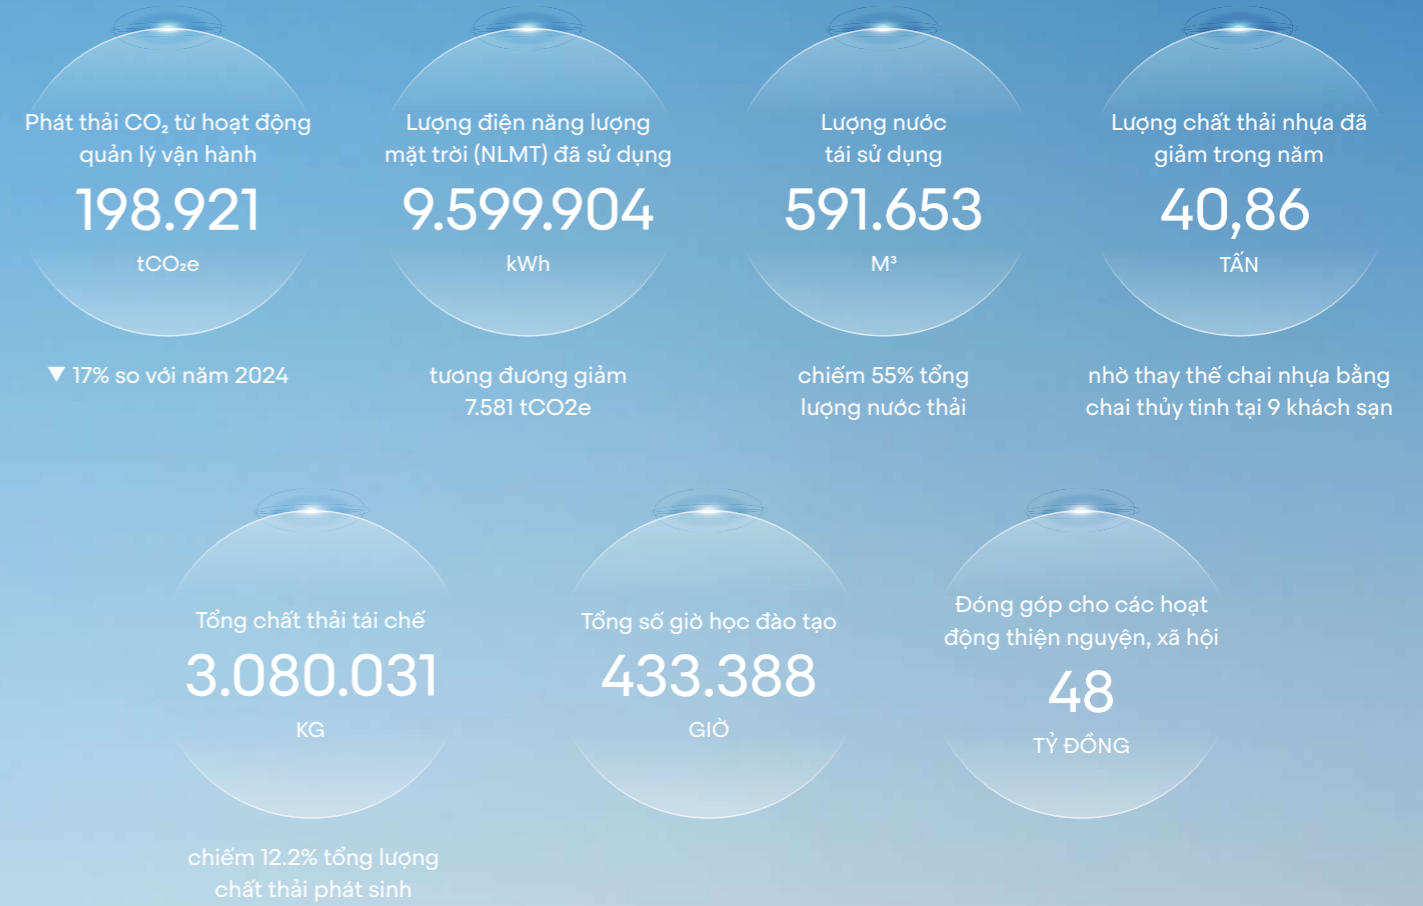 Phát thải CO₂ từ hoạt động
quản lý vận hành
198.921
tCO₂e
▼ 17% so với năm 2024
Lượng điện năng lượng
mặt trời (NLMT) đã sử dụng
9.599.904
kWh
tương đương giảm
7.581 tCO2e
Lượng nước
tái sử dụng
591.653
M³
chiếm 55% tổng
lượng nước thải
Lượng chất thải nhựa đã
giảm trong năm
40,86
TẤN
nhờ thay thế chai nhựa bằng
chai thủy tinh tại 9 khách sạn
Tổng chất thải tái chế
3.080.031
KG
chiếm 12.2% tổng lượng
chất thải phát sinh
Tổng số giờ học đào tạo
433.388
GIỜ
Đóng góp cho các hoạt
động thiện nguyện, xã hội
48
TỶ ĐỒNG